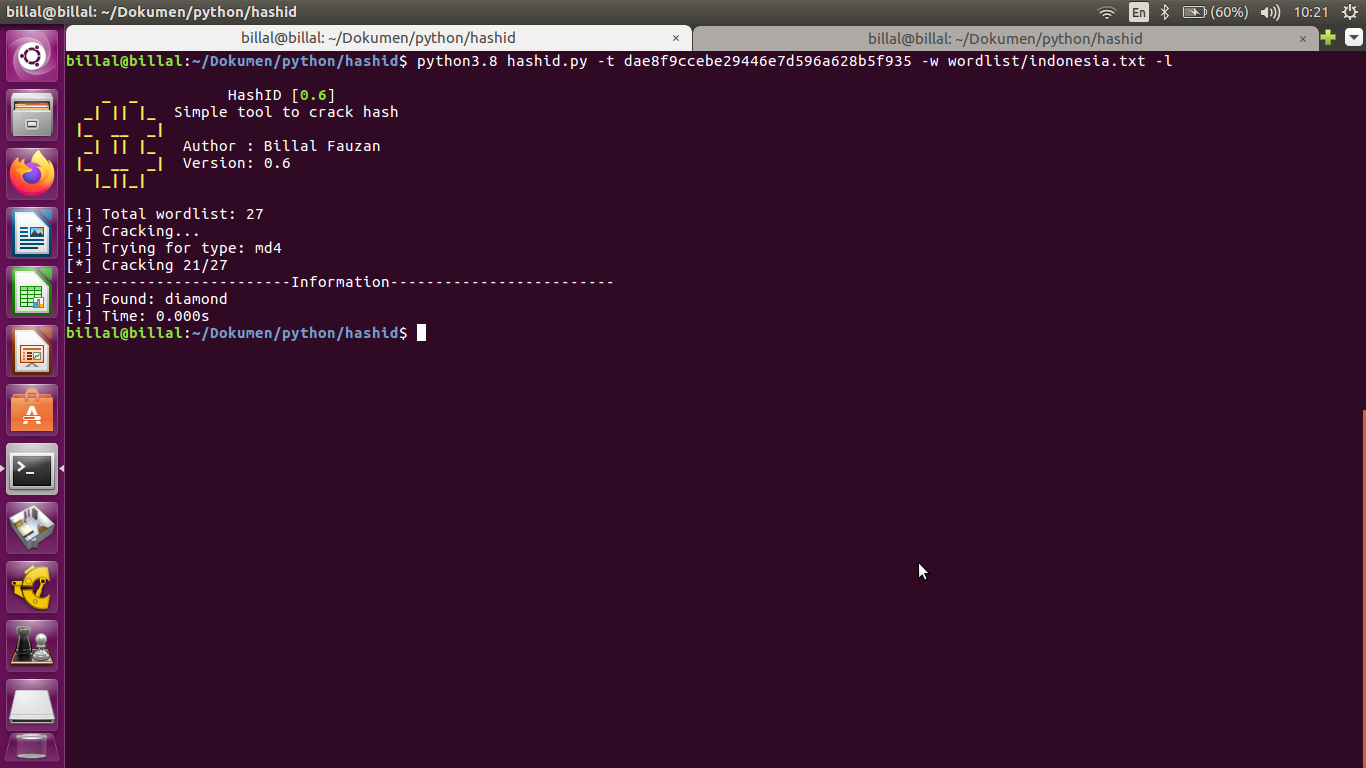 billal@billal: ~/Dokumen/python/hashid
En
(60%)
10:21
billal@billal: ~/Dokumen/python/hashid ×
billal@billal: ~/Dokumen/python/hashid ×
billal@billal:~/Dokumen/python/hashid$ python3.8 hashid.py -t dae8f9ccebe29446e7d596a628b5f935 -w wordlist/indonesia.txt -l
HashID [0.6]
Simple tool to crack hash
Author : Billal Fauzan
Version: 0.6
[!] Total wordlist: 27
[*] Cracking...
[!] Trying for type: md4
[*] Cracking 21/27
-------------------------Information-------------------------
[!] Found: diamond
[!] Time: 0.000s
billal@billal:~/Dokumen/python/hashid$